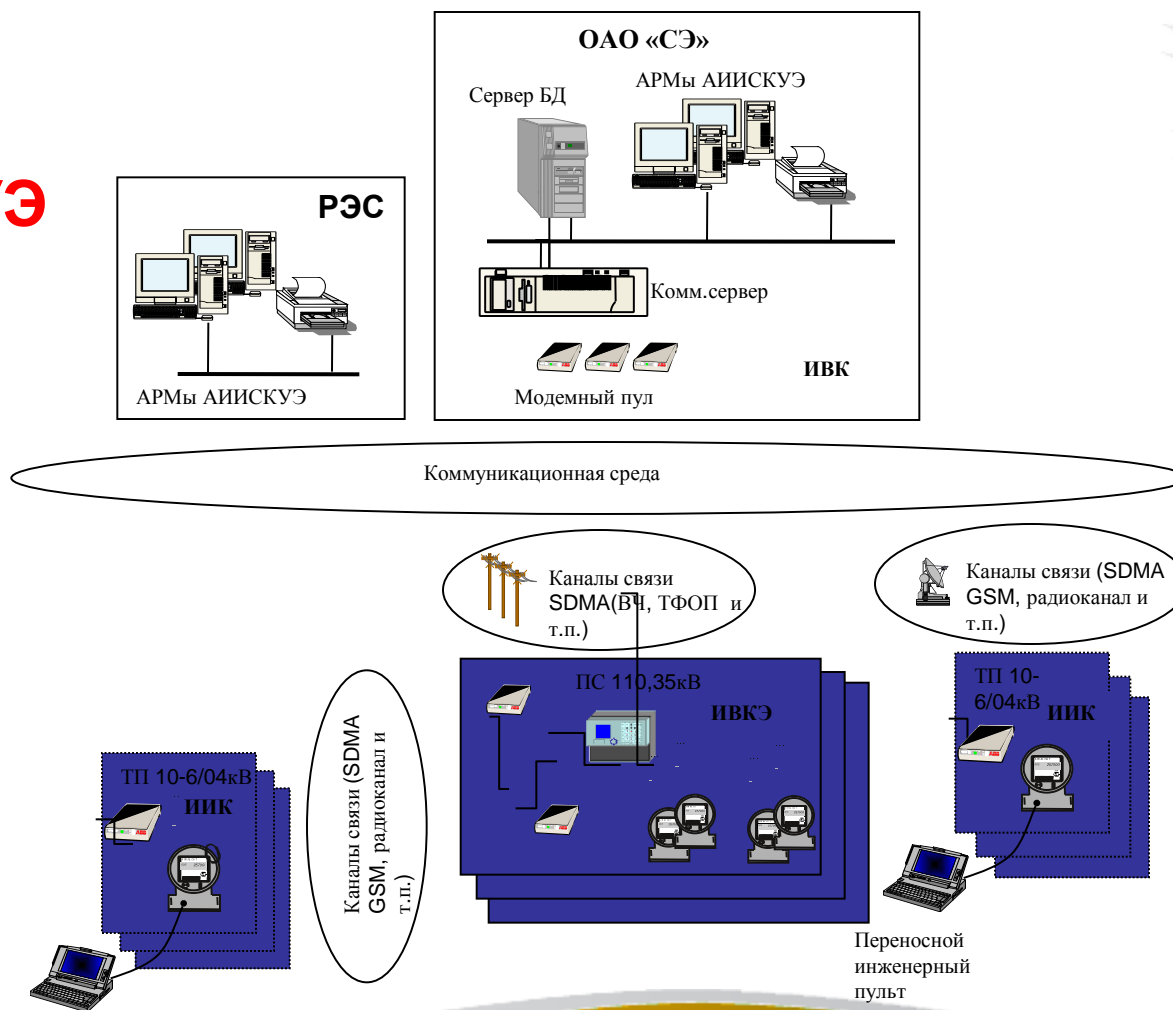 ОАО «СЭ»
Сервер БД
АРМы АИИСКУЭ
УЭ
РЭС
Комм.сервер
ИВК
Модемный пул
АРМы АИИСКУЭ
Коммуникационная среда
Каналы связи
SDMA(ВЧ, ТФОП и
т.п.)
Каналы связи (SDMA
GSM, радиоканал и
т.п.)
ПС 110,35кВ
ИВКЭ
ТП 10-
6/04кВ
ИИК
ТП 10-6/04кВ
ИИК
Каналы связи (SDMA
GSM, радиоканал и
т.п.)
Переносной
инженерный
пульт